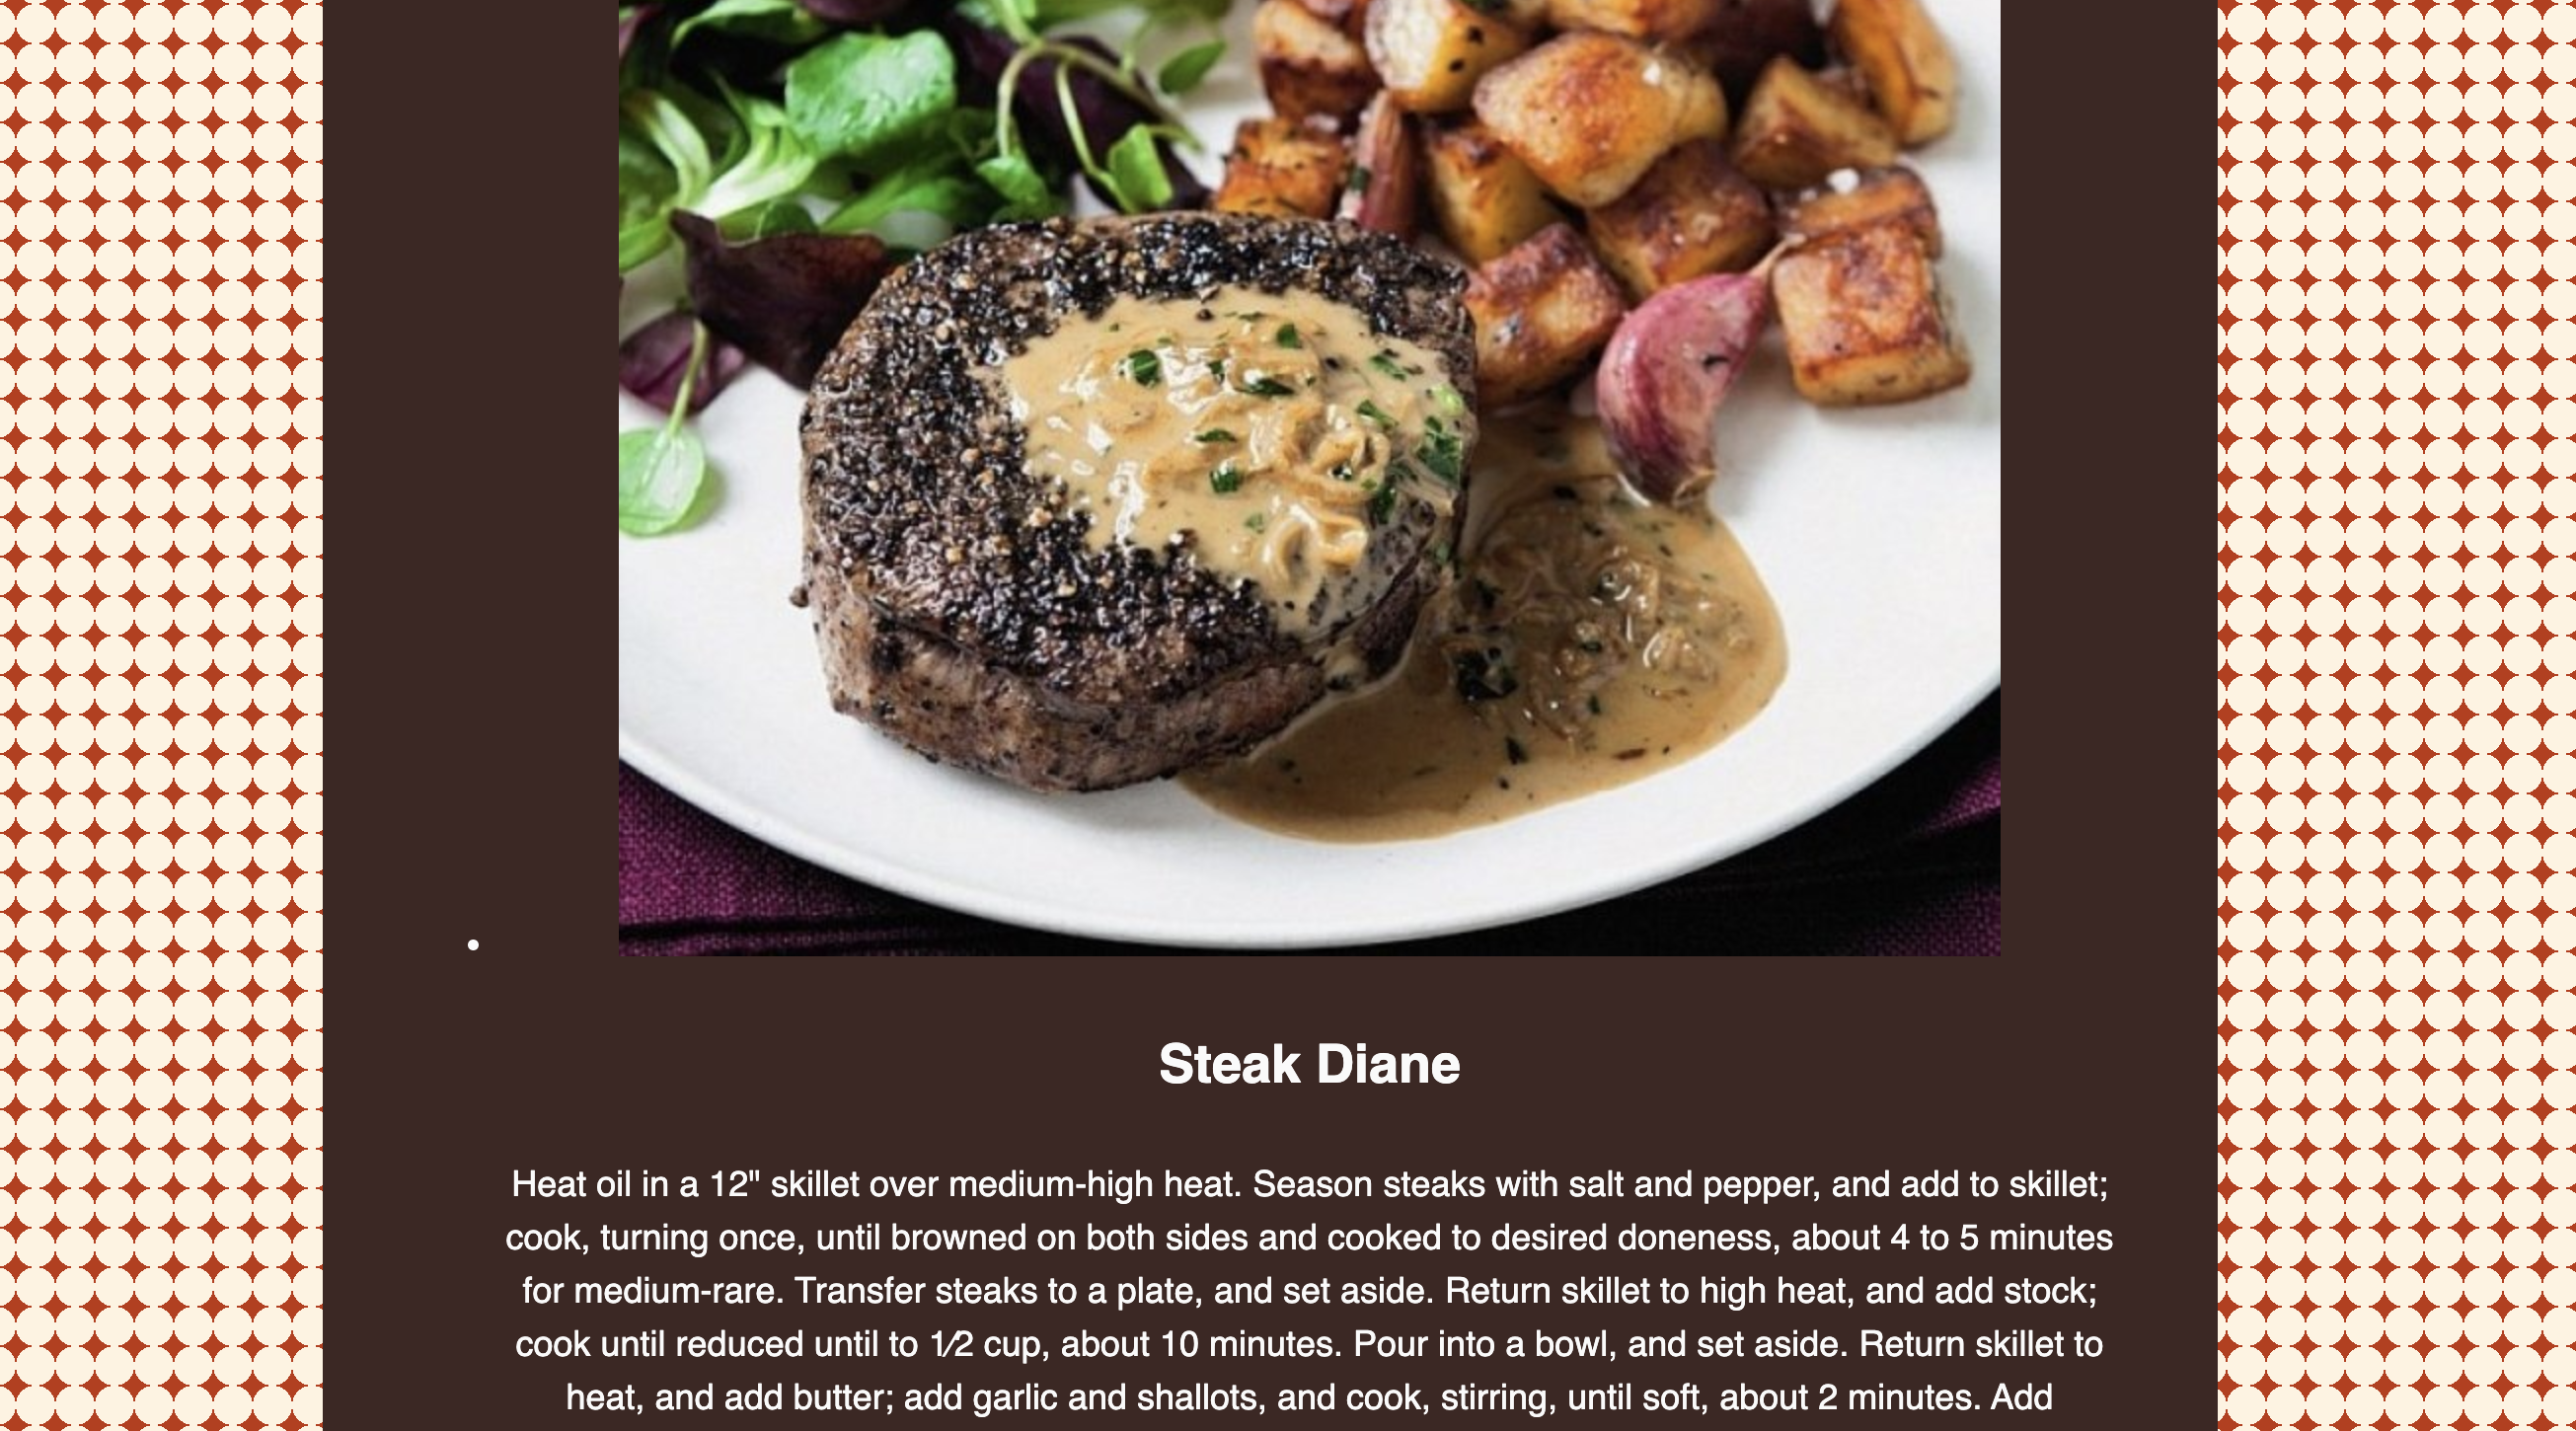 Steak Diane
Heat oil in a 12" skillet over medium-high heat. Season steaks with salt and pepper, and add to skillet;
cook, turning once, until browned on both sides and cooked to desired doneness, about 4 to 5 minutes
for medium-rare. Transfer steaks to a plate, and set aside. Return skillet to high heat, and add stock;
cook until reduced until to 1⁄2 cup, about 10 minutes. Pour into a bowl, and set aside. Return skillet to
heat, and add butter; add garlic and shallots, and cook, stirring, until soft, about 2 minutes. Add